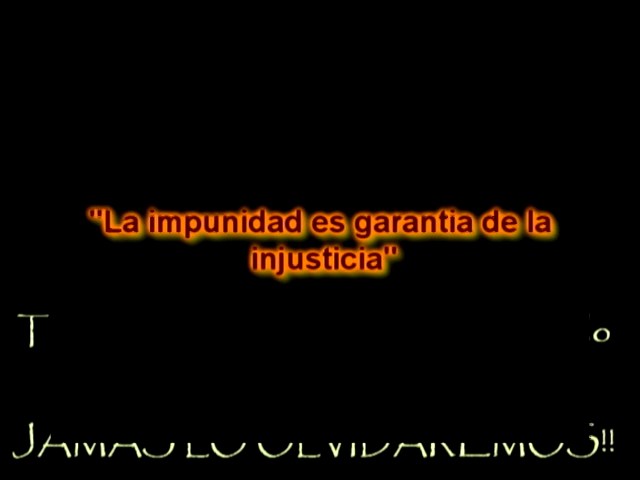 "La impunidad es garantia de la
injusticia"
JAMAS LO OLVIDAREMOS!!